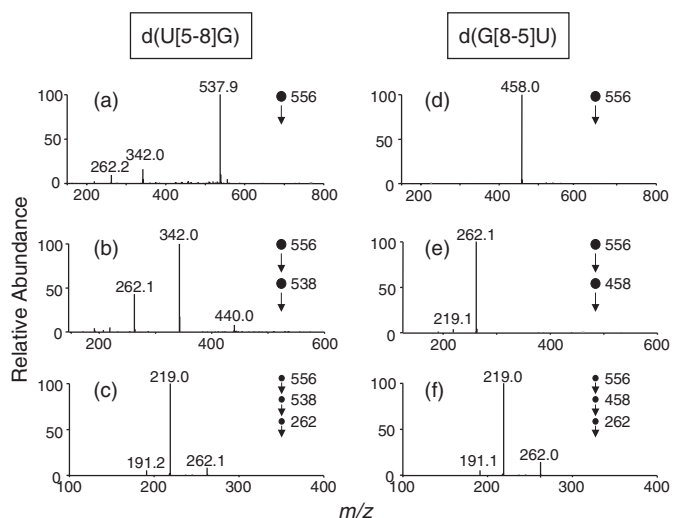 d(U[5-8]G)
d(G[8-5]U)
Relative Abundance
(a)
100
50
0
537.9
342.0
262.2
556
200 400 600 800
(d)
100
50
0
458.0
556
200 400 600 800
(b)
100
50
0
342.0
262.1
440.0
556
538
200 400 600
(e)
100
50
0
262.1
219.1
556
458
200 400 600
(c)
100
50
0
219.0
191.2
262.1
556
538
262
100 200 300 400
(f)
100
50
0
219.0
191.1
262.0
556
458
262
100 200 300 400
m/z